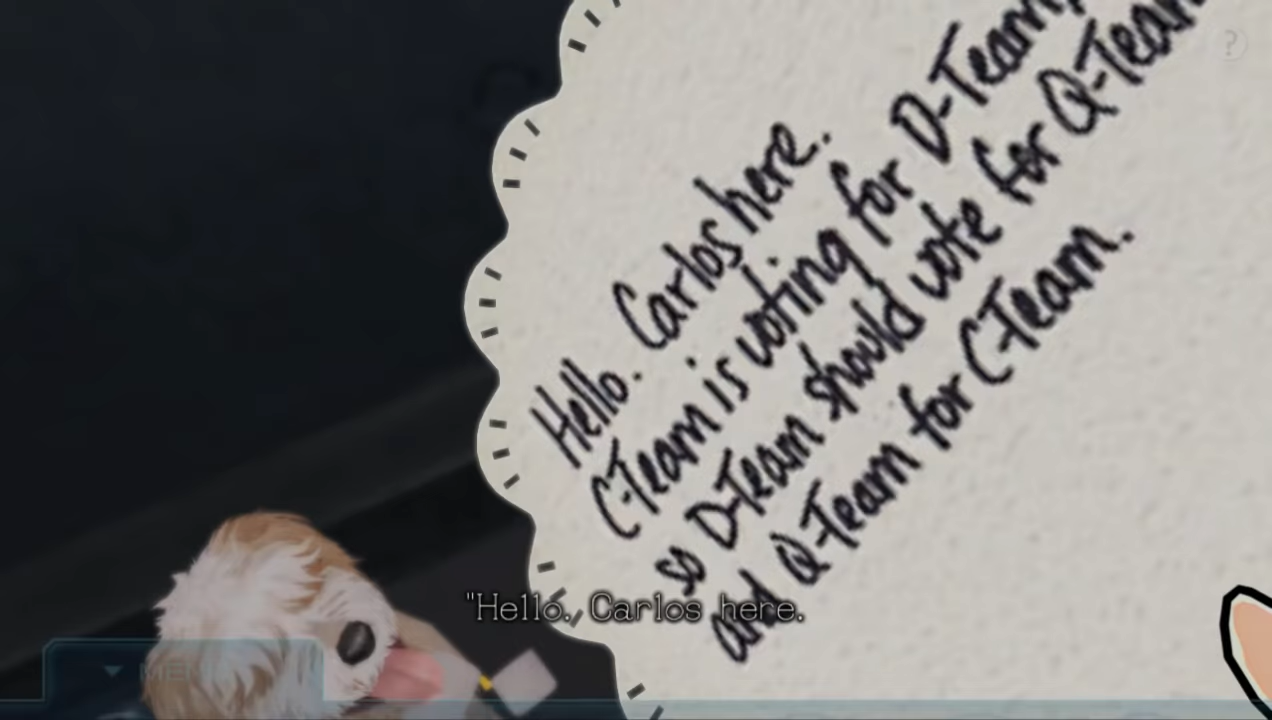 Hello. Carlos here.
C-Team is voting for D-Team,
so D-Team should vote for Q-Team
and Q-Team for C-Team.
"Hello. Carlos here.
?